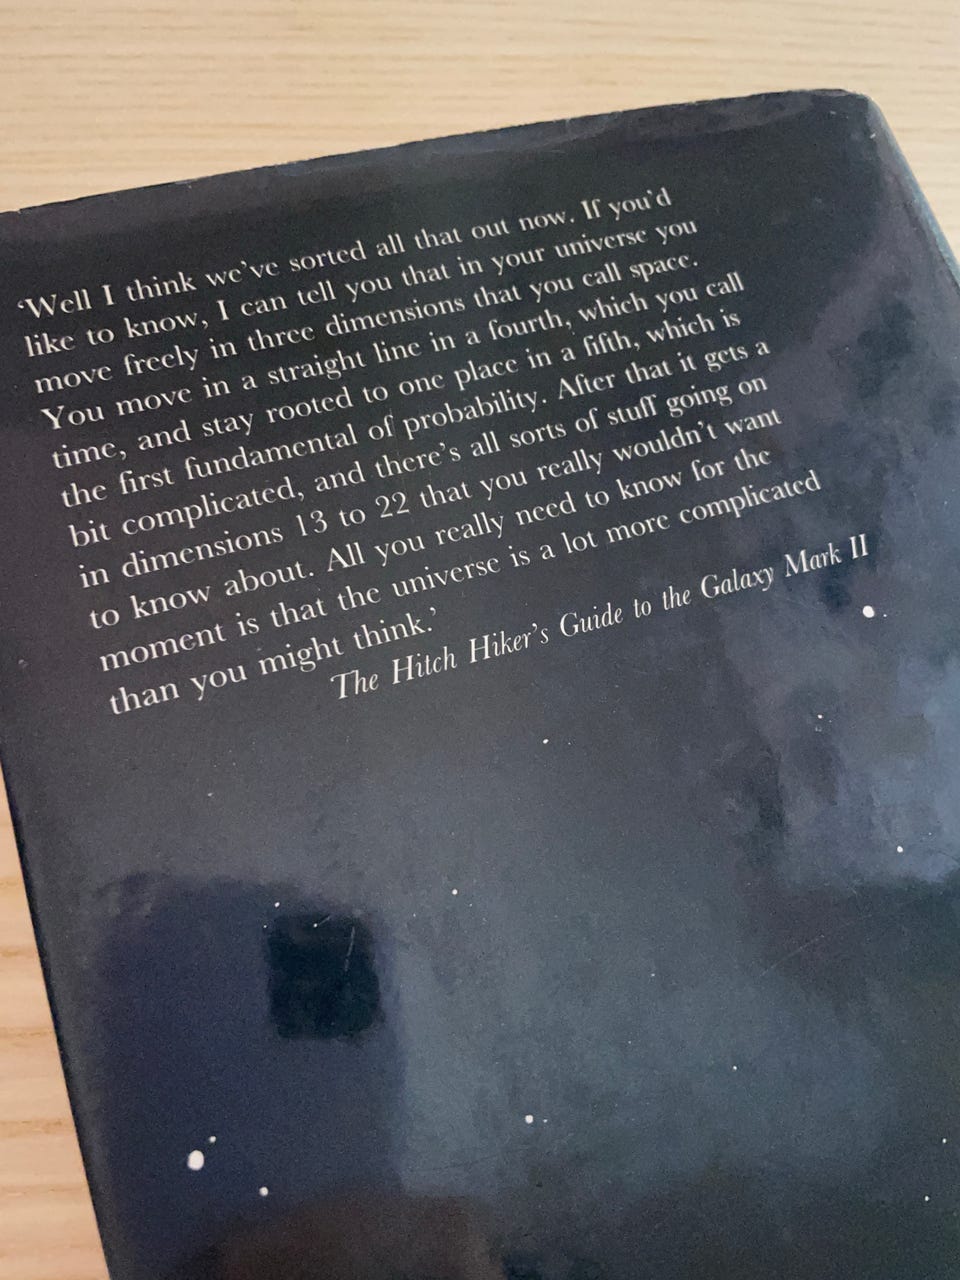 ‘Well I think we’ve sorted all that out now. If you’d
like to know, I can tell you that in your universe you
move freely in three dimensions that you call space.
You move in a straight line in a fourth, which you call
time, and stay rooted to one place in a fifth, which is
the first fundamental of probability. After that it gets a
bit complicated, and there’s all sorts of stuff going on
in dimensions 13 to 22 that you really wouldn’t want
to know about. All you really need to know for the
moment is that the universe is a lot more complicated
than you might think.’
The Hitch Hiker’s Guide to the Galaxy Mark II